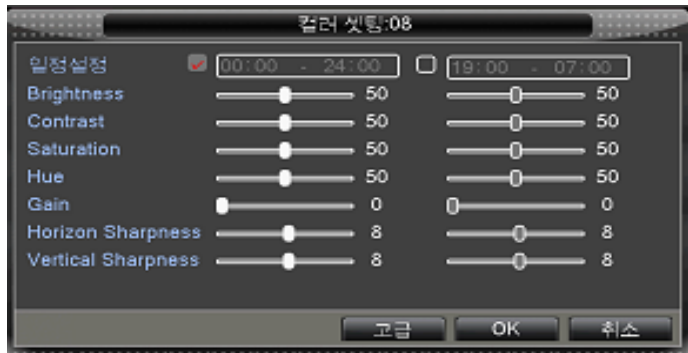 컬러 셋팅:08
일정설정 00:00 - 24:00 19:00 - 07:00
Brightness 50 50
Contrast 50 50
Saturation 50 50
Hue 50 50
Gain 0 0
Horizon Sharpness 8 8
Vertical Sharpness 8 8
고급 OK 취소